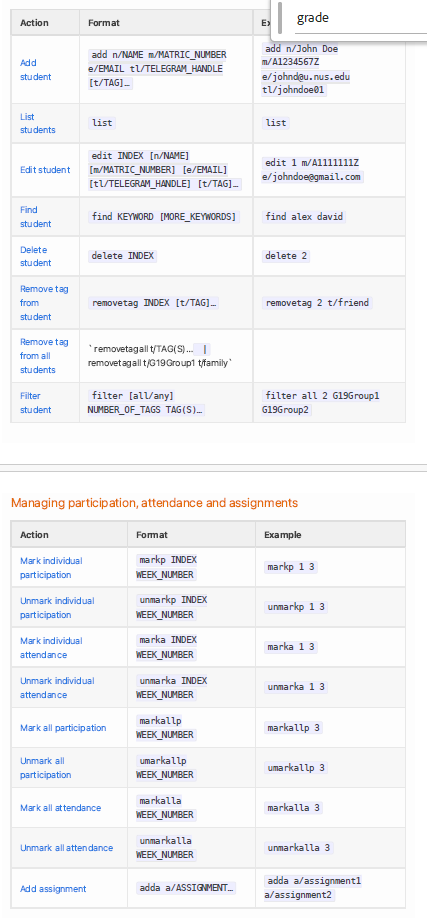 grade
Action Format Ex
Add
student
add n/NAME m/MATRIC_NUMBER
e/EMAIL tl/TELEGRAM_HANDLE
[t/TAG]…
add n/John Doe
m/A1234567Z
e/johnd@u.nus.edu
tl/johndoe01
List
students
list
list
Edit student
edit INDEX [n/NAME]
[m/MATRIC_NUMBER] [e/EMAIL]
[tl/TELEGRAM_HANDLE] [t/TAG]…
edit 1 m/A1111111Z
e/johndoe@gmail.com
Find
student
find KEYWORD [MORE_KEYWORDS]
find alex david
Delete
student
delete INDEX
delete 2
Remove tag
from
student
removetag INDEX [t/TAG]…
removetag 2 t/friend
Remove tag
from all
students
`removetagall t/TAG(S)… |
removetagall t/G19Group1 t/family`
Filter
student
filter [all/any]
NUMBER_OF_TAGS TAG(S)…
filter all 2 G19Group1
G19Group2
Managing participation, attendance and assignments
Action Format Example
Mark individual
participation
markp INDEX
WEEK_NUMBER
markp 1 3
Unmark individual
participation
unmarkp INDEX
WEEK_NUMBER
unmarkp 1 3
Mark individual
attendance
marka INDEX
WEEK_NUMBER
marka 1 3
Unmark individual
attendance
unmarka INDEX
WEEK_NUMBER
unmarka 1 3
Mark all participation
markallp
WEEK_NUMBER
markallp 3
Unmark all
participation
umarkallp
WEEK_NUMBER
umarkallp 3
Mark all attendance
markalla
WEEK_NUMBER
markalla 3
Unmark all attendance
unmarkalla
WEEK_NUMBER
unmarkalla 3
Add assignment
adda a/ASSIGNMENT…
adda a/assignment1
a/assignment2